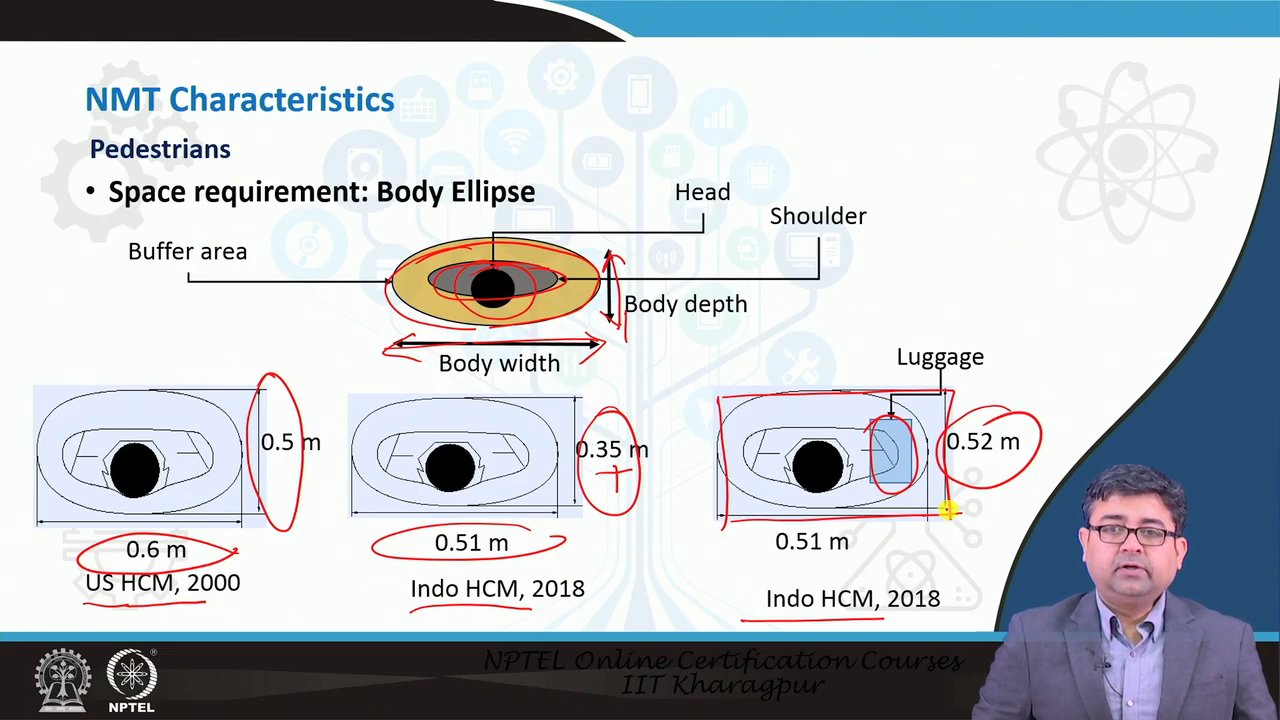 NMT Characteristics
Pedestrians
• Space requirement: Body Ellipse
Head
Shoulder
Buffer area
Body depth
Body width
Luggage
0.5 m
0.35 m
0.52 m
0.6 m
0.51 m
0.51 m
US HCM, 2000
Indo HCM, 2018
Indo HCM, 2018
NPTEL Online Certification Courses
IIT Kharagpur
NPTEL